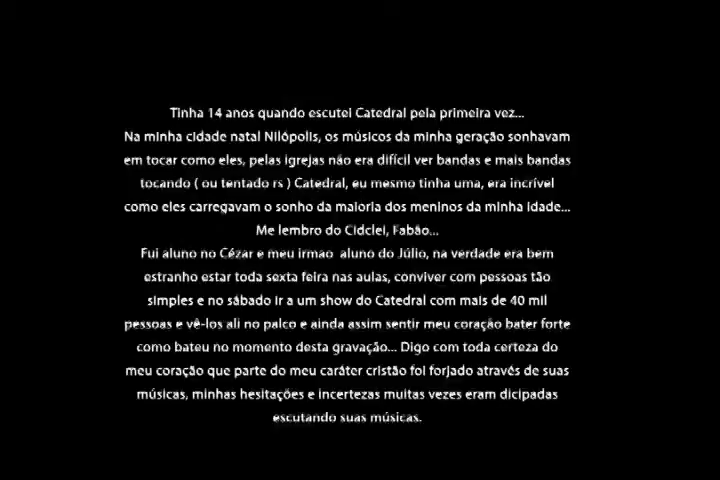 Tinha 14 anos quando escutei Catedral pela primeira vez...
Na minha cidade natal Nilópolis, os músicos da minha geração sonhavam
em tocar como eles, pelas igrejas não era difícil ver bandas e mais bandas
tocando ( ou tentado rs ) Catedral, eu mesmo tinha uma, era incrível
como eles carregavam o sonho da maioria dos meninos da minha idade...
Me lembro do Cidclei, Fabão...
Fui aluno no Cézar e meu irmao aluno do Júlio, na verdade era bem
estranho estar toda sexta feira nas aulas, conviver com pessoas tão
simples e no sábado ir a um show do Catedral com mais de 40 mil
pessoas e vê-los ali no palco e ainda assim sentir meu coração bater forte
como bateu no momento desta gravação... Digo com toda certeza do
meu coração que parte do meu caráter cristão foi forjado através de suas
músicas, minhas hesitações e incertezas muitas vezes eram dicipadas
escutando suas músicas.